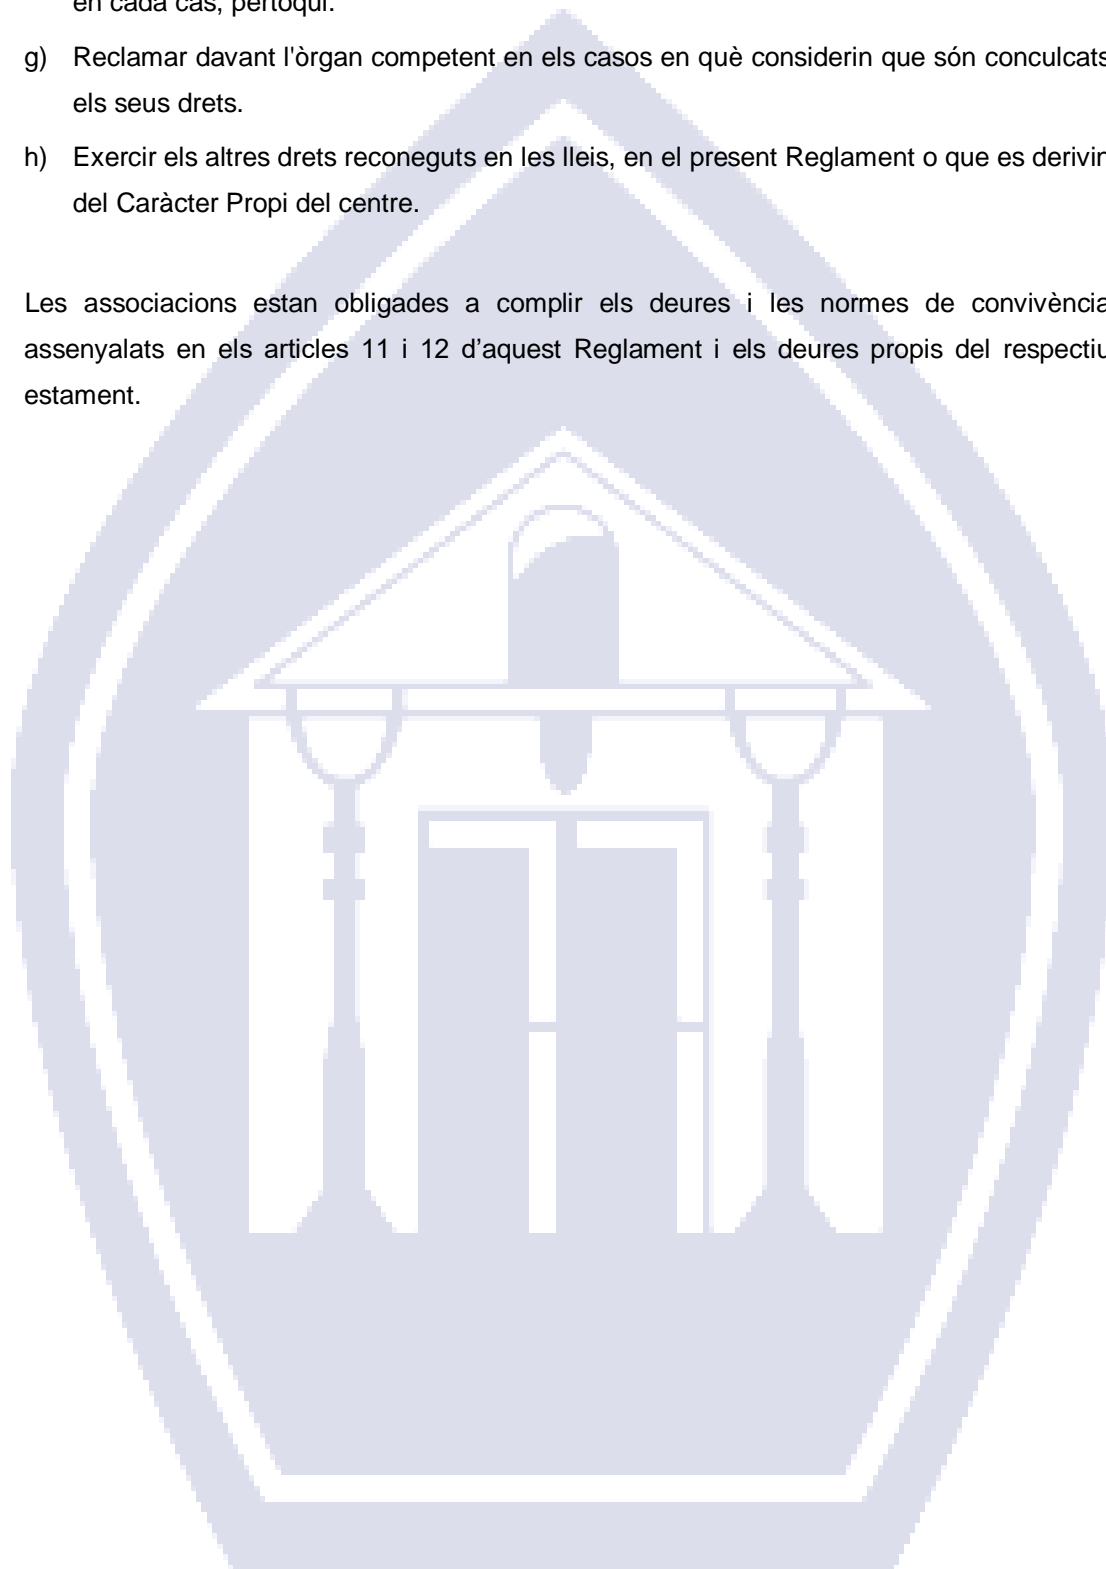 en cada cas, pertoqui.
g) Reclamar davant l'òrgan competent en els casos en què considerin que són conculcats
els seus drets.
h) Exercir els altres drets reconeguts en les lleis, en el present Reglament o que es derivin
del Caràcter Propi del centre.
Les associacions estan obligades a complir els deures i les normes de convivència
assenyalats en els articles 11 i 12 d’aquest Reglament i els deures propis del respectiu
estament.